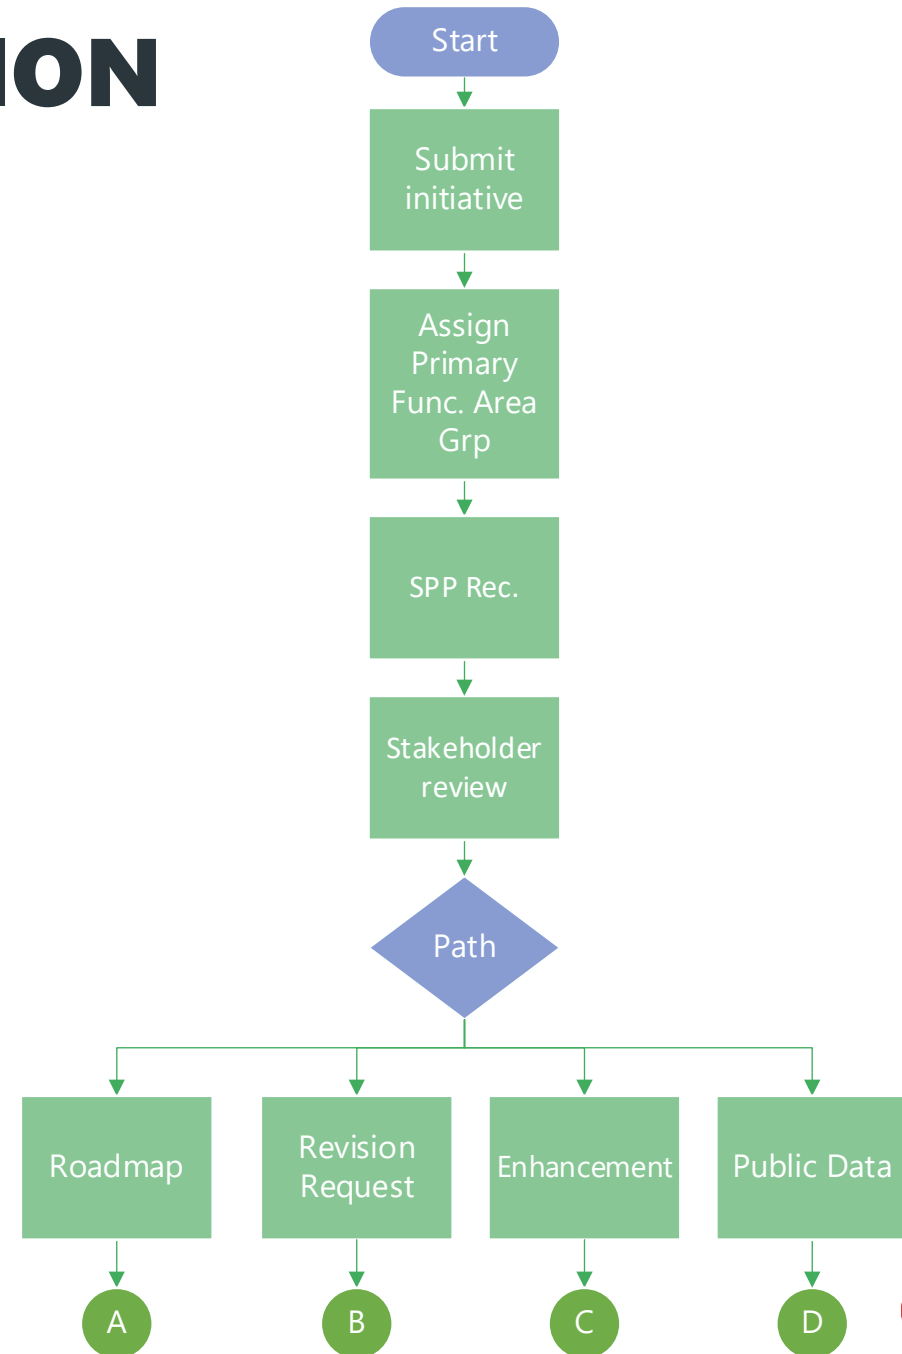 ION
Start
Submit
initiative
Assign
Primary
Func. Area
Grp
SPP Rec.
Stakeholder
review
Path
Roadmap
Revision
Request
Enhancement
Public Data
A
B
C
D